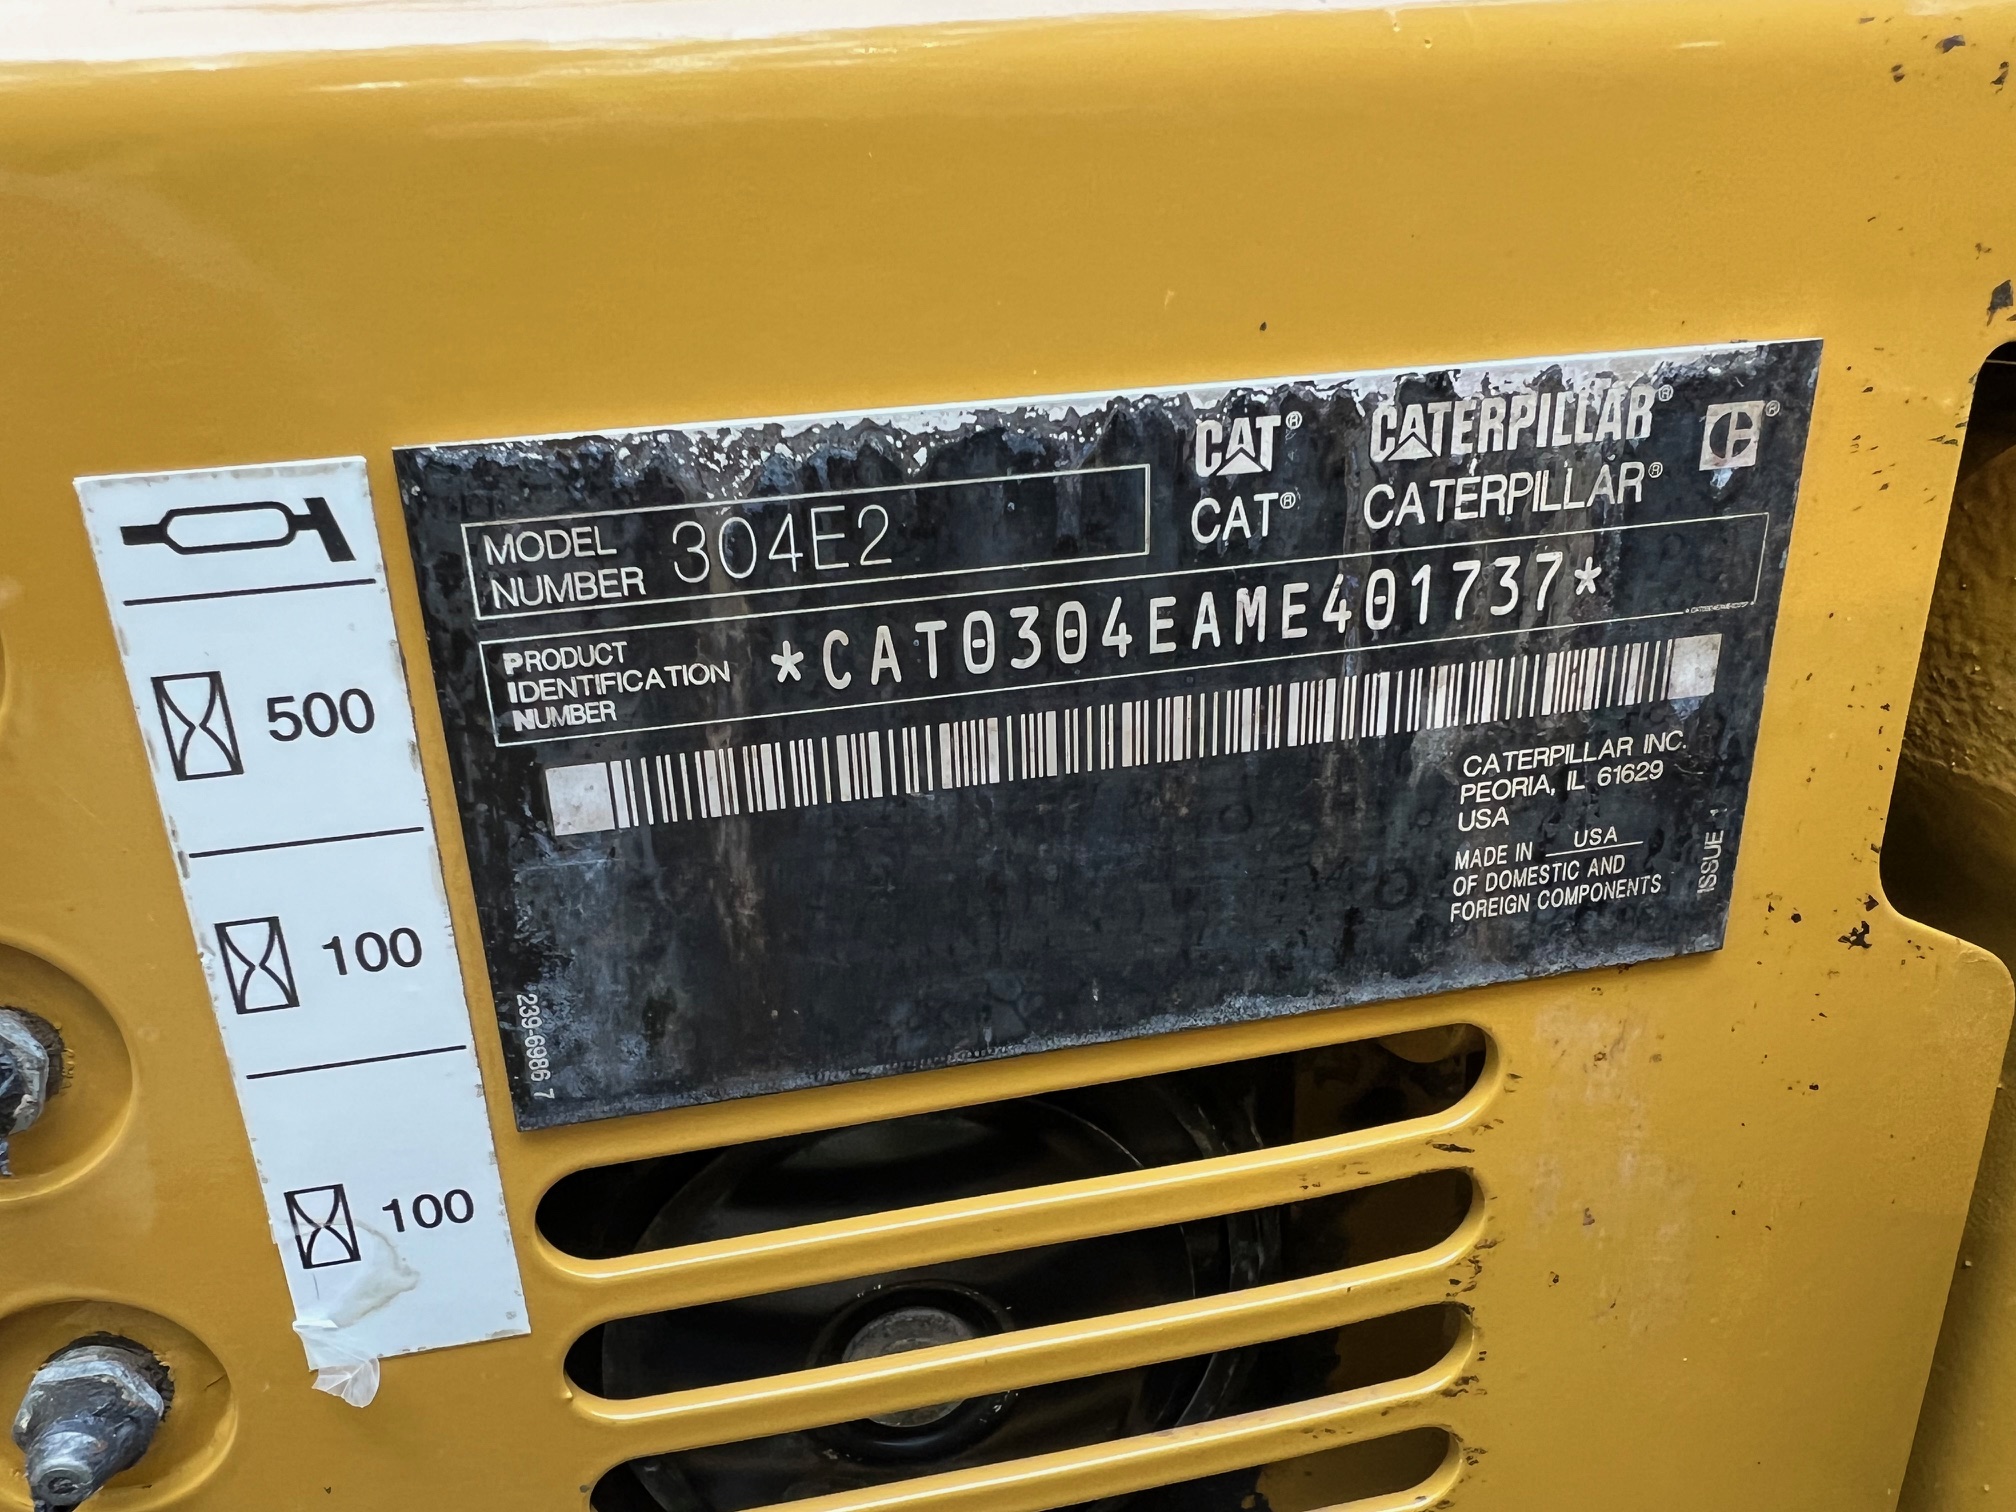 500
100
100
CAT® CATERPILLAR® ®
CAT® CATERPILLAR®
MODEL
NUMBER 304E2
PRODUCT
IDENTIFICATION
NUMBER
*CAT0304EAME401737*
CATERPILLAR INC.
PEORIA, IL 61629
USA
MADE IN USA
OF DOMESTIC AND
FOREIGN COMPONENTS
ISSUE 1
239-6986 7